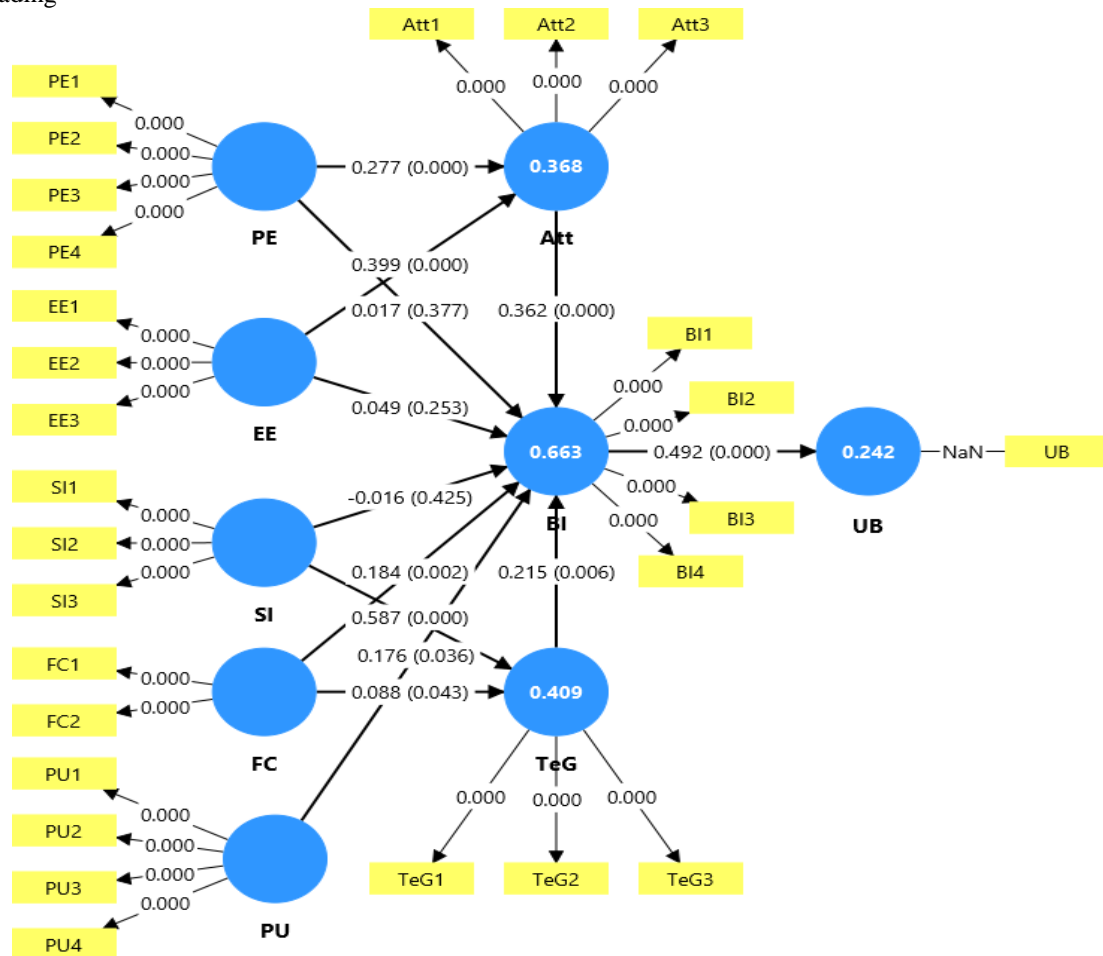 ading
Att1
Att2
Att3
0.000
0.000
0.000
PE1
PE2
PE3
PE4
0.000
0.000
0.000
0.000
PE
0.277 (0.000)
0.368
Att
0.399 (0.000)
0.017 (0.377)
0.362 (0.000)
EE1
EE2
EE3
0.000
0.000
0.000
EE
0.049 (0.253)
BI1
BI2
BI3
BI4
0.000
0.000
0.000
0.000
0.663
BI
0.492 (0.000)
0.242
UB
NaN
UB
SI1
SI2
SI3
0.000
0.000
0.000
SI
-0.016 (0.425)
0.184 (0.002)
0.587 (0.000)
0.176 (0.036)
0.215 (0.006)
FC1
FC2
0.000
0.000
FC
0.088 (0.043)
0.409
TeG
0.000
0.000
0.000
TeG1
TeG2
TeG3
PU1
PU2
PU3
PU4
0.000
0.000
0.000
0.000
PU